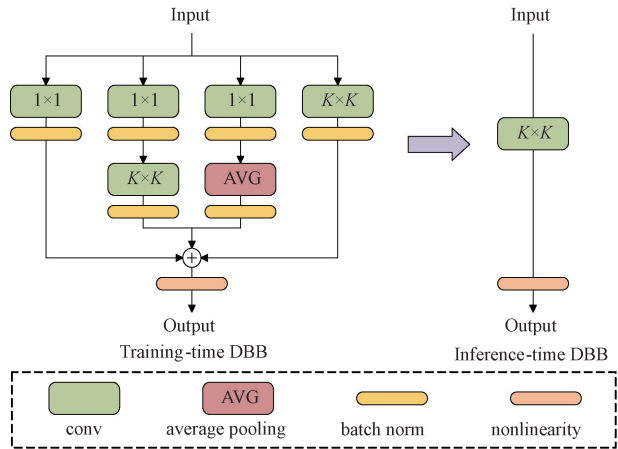 Input
Input
1×1
1×1
1×1
K×K
K×K
K×K
AVG
+
Output
Output
Training-time DBB
Inference-time DBB
AVG
conv
average pooling
batch norm
nonlinearity